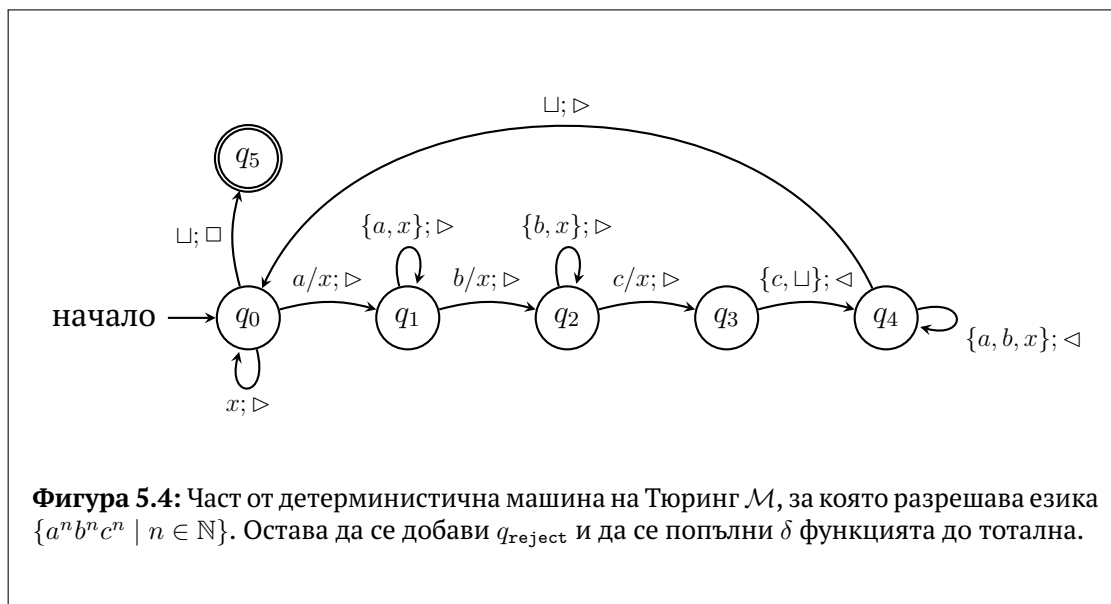 ⊔; ▷
q₅
{a, x}; ▷
{b, x}; ▷
⊔; □
a/x; ▷
b/x; ▷
c/x; ▷
{c, ⊔}; ◁
начало
q₀
q₁
q₂
q₃
q₄
{a, b, x}; ◁
x; ▷
Фигура 5.4: Част от детерминистична машина на Тюринг ℳ, за която разрешава езика
{aⁿbⁿcⁿ | n ∈ ℕ}. Остава да се добави q_reject и да се попълни δ функцията до тотална.